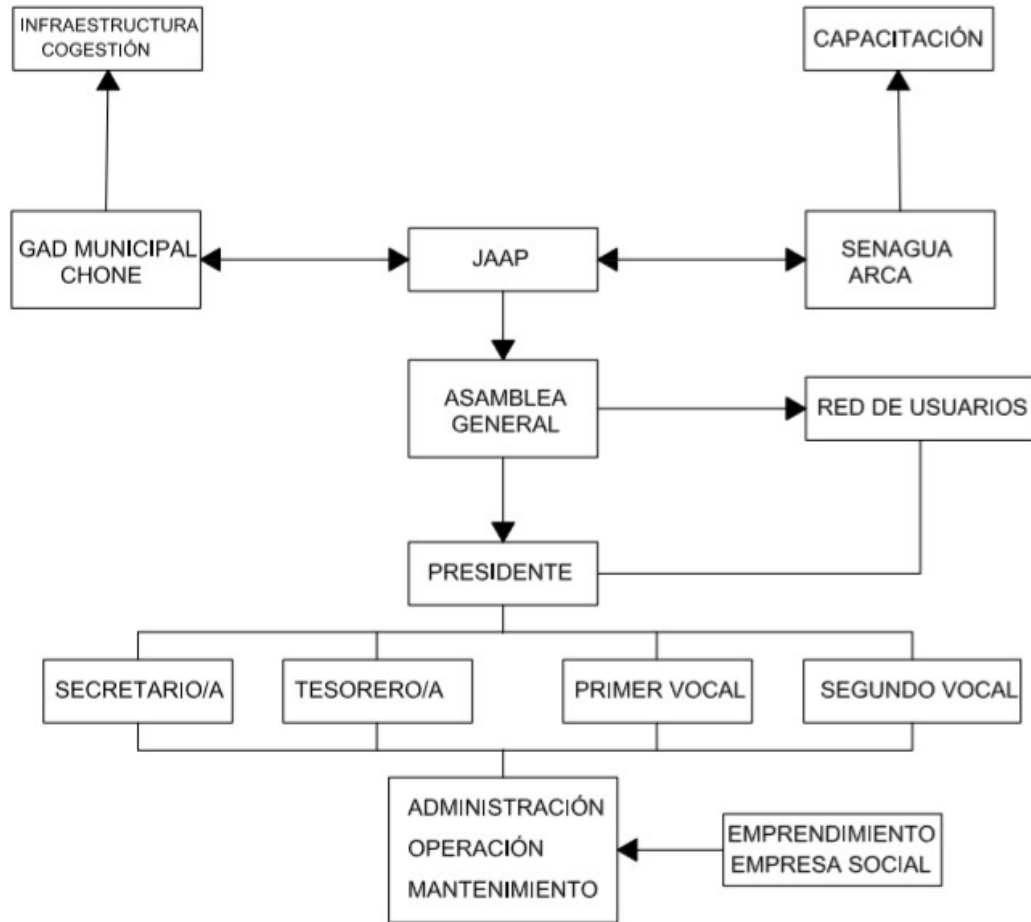 INFRAESTRUCTURA
COGESTIÓN
CAPACITACIÓN
GAD MUNICIPAL
CHONE
JAAP
SENAGUA
ARCA
ASAMBLEA
GENERAL
RED DE USUARIOS
PRESIDENTE
SECRETARIO/A
TESORERO/A
PRIMER VOCAL
SEGUNDO VOCAL
ADMINISTRACIÓN
OPERACIÓN
MANTENIMIENTO
EMPRENDIMIENTO
EMPRESA SOCIAL